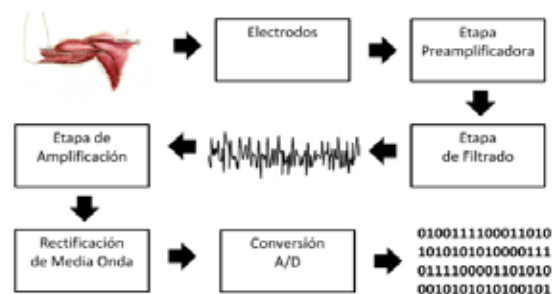 Electrodos
Etapa
Preamplificadora
Etapa de
Amplificación
Etapa
de Filtrado
Rectificación
de Media Onda
Conversión
A/D
0100111100011010
1010101010000111
0111100001101010
0010101010100101